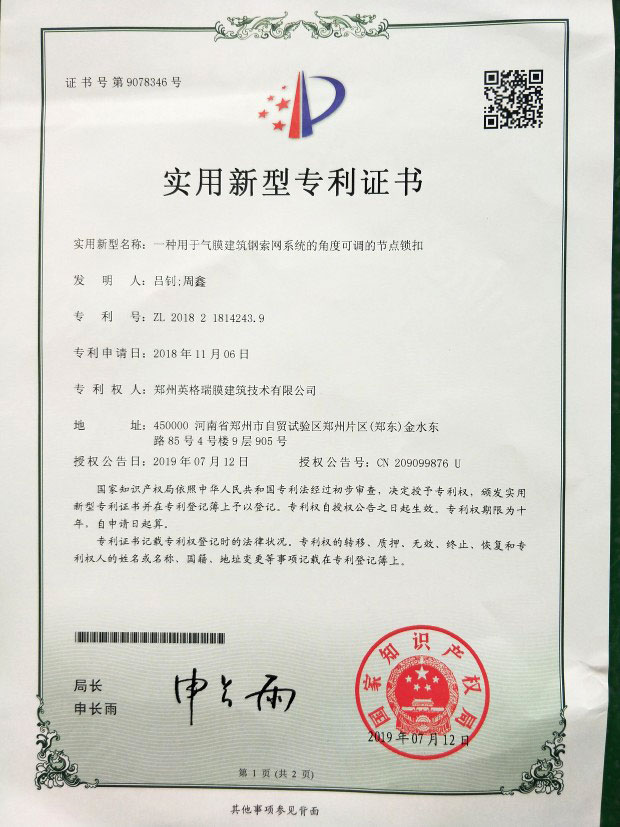 证书号第9078346号
实用新型专利证书
实用新型名称：一种用于气膜建筑钢索网系统的角度可调的节点锁扣
发明人：吕钊;周鑫
专利号：ZL 2018 2 1814243.9
专利申请日：2018年11月06日
专利权人：郑州英格瑞膜建筑技术有限公司
地址：450000 河南省郑州市自贸试验区郑州片区(郑东)金水东
路85号4号楼9层905号
授权公告日：2019年07月12日 授权公告号：CN 209099876 U
国家知识产权局依照中华人民共和国专利法经过初步审查，决定授予专利权，颁发实用
新型专利证书并在专利登记簿上予以登记。专利权自授权公告之日起生效。专利权期限为十
年，自申请日起算。
专利证书记载专利权登记时的法律状况。专利权的转移、质押、无效、终止、恢复和专
利权人的姓名或名称、国籍、地址变更等事项记载在专利登记簿上。
局长
申长雨
申长雨
国家知识产权局
2019年07月12日
第1页(共2页)
其他事项参见背面